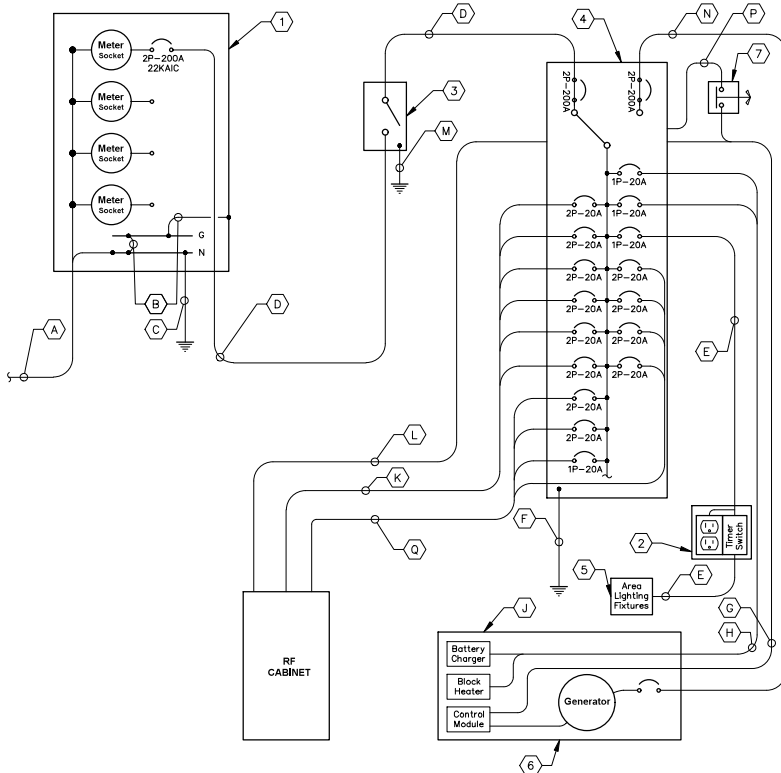 1
D
4
N
P
7
Meter
Socket
2P-200A
22KAIC
2P-200A
2P-200A
3
Meter
Socket
M
Meter
Socket
1P-20A
Meter
Socket
2P-20A
1P-20A
G
2P-20A
1P-20A
N
B
D
2P-20A
2P-20A
C
A
2P-20A
2P-20A
E
2P-20A
2P-20A
2P-20A
2P-20A
2P-20A
L
2P-20A
K
1P-20A
F
Q
2
Timer
Switch
5
Area
Lighting
Fixtures
E
J
G
H
Battery
Charger
RF
CABINET
Block
Heater
Generator
Control
Module
6